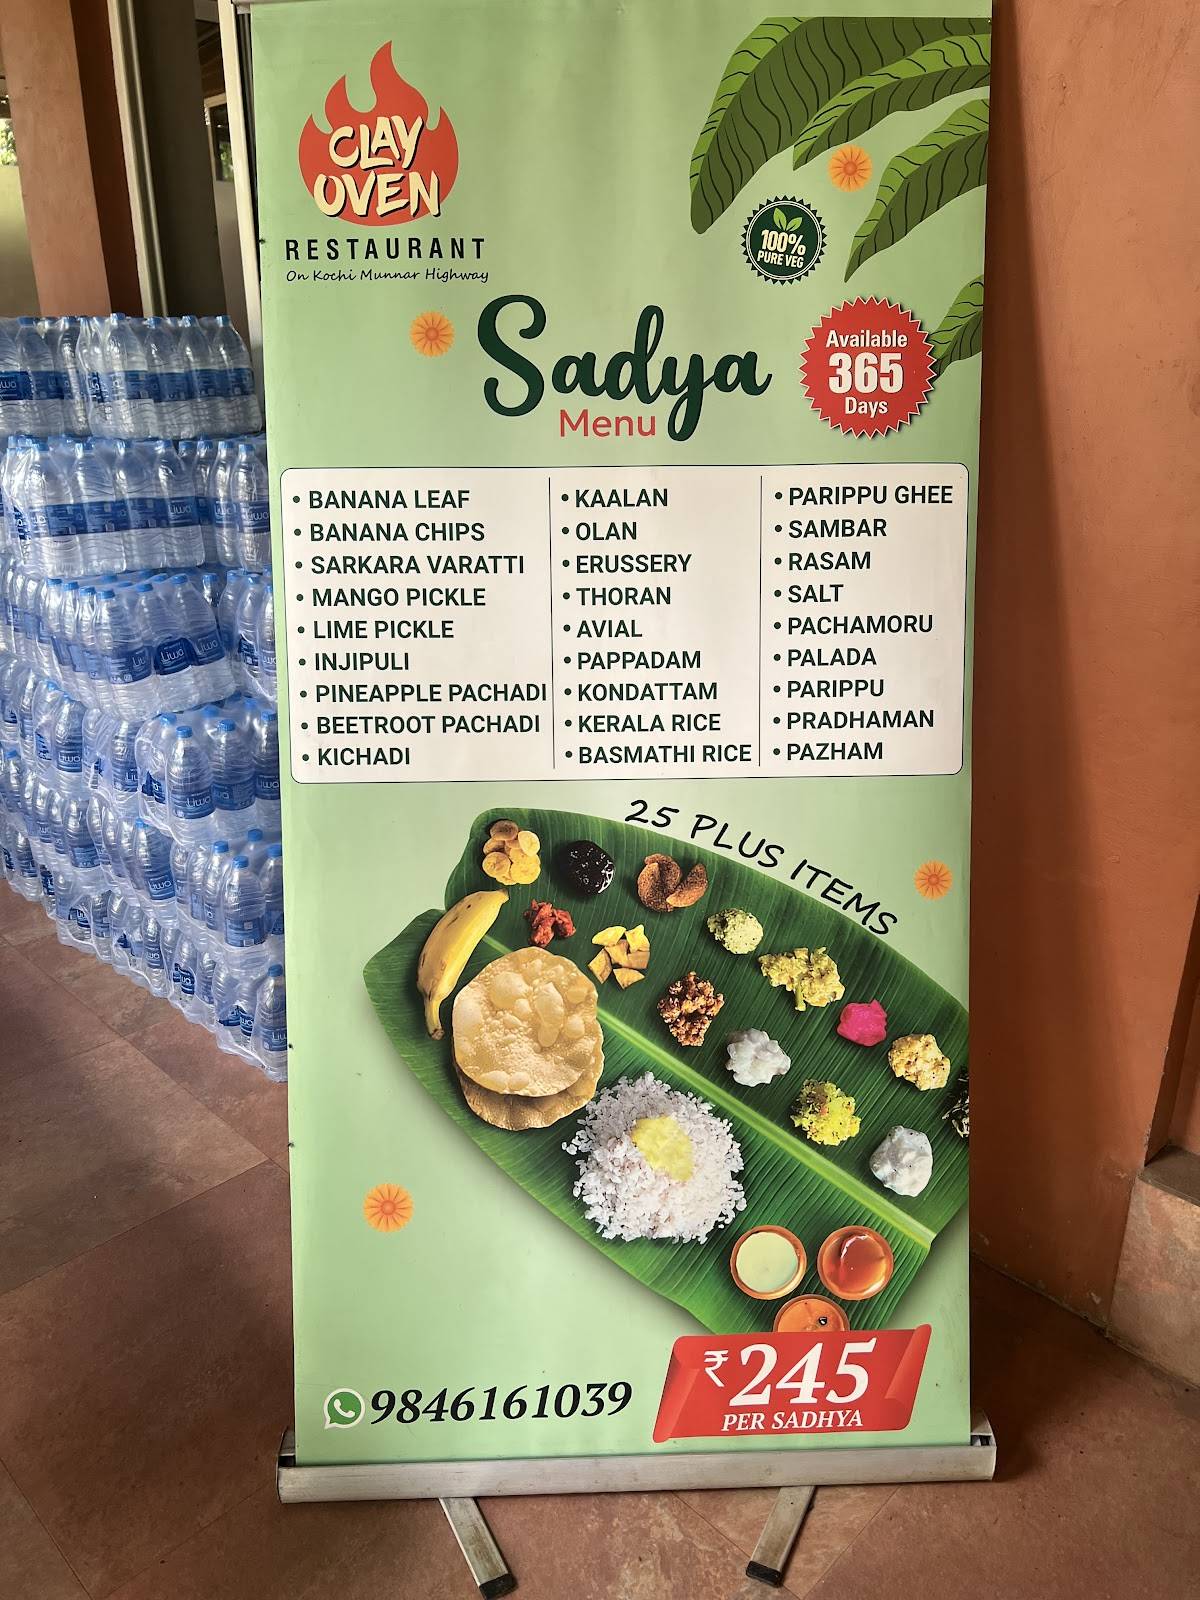 CLAY
OVEN
RESTAURANT
On Kochi Munnar Highway
100%
PURE VEG
Sadya
Menu
Available
365
Days
• BANANA LEAF
• BANANA CHIPS
• SARKARA VARATTI
• MANGO PICKLE
• LIME PICKLE
• INJIPULI
• PINEAPPLE PACHADI
• BEETROOT PACHADI
• KICHADI
• KAALAN
• OLAN
• ERUSSERY
• THORAN
• AVIAL
• PAPPADAM
• KONDATTAM
• KERALA RICE
• BASMATHI RICE
• PARIPPU GHEE
• SAMBAR
• RASAM
• SALT
• PACHAMORU
• PALADA
• PARIPPU
• PRADHAMAN
• PAZHAM
25 PLUS ITEMS
9846161039
₹245
PER SADHYA
Liwa